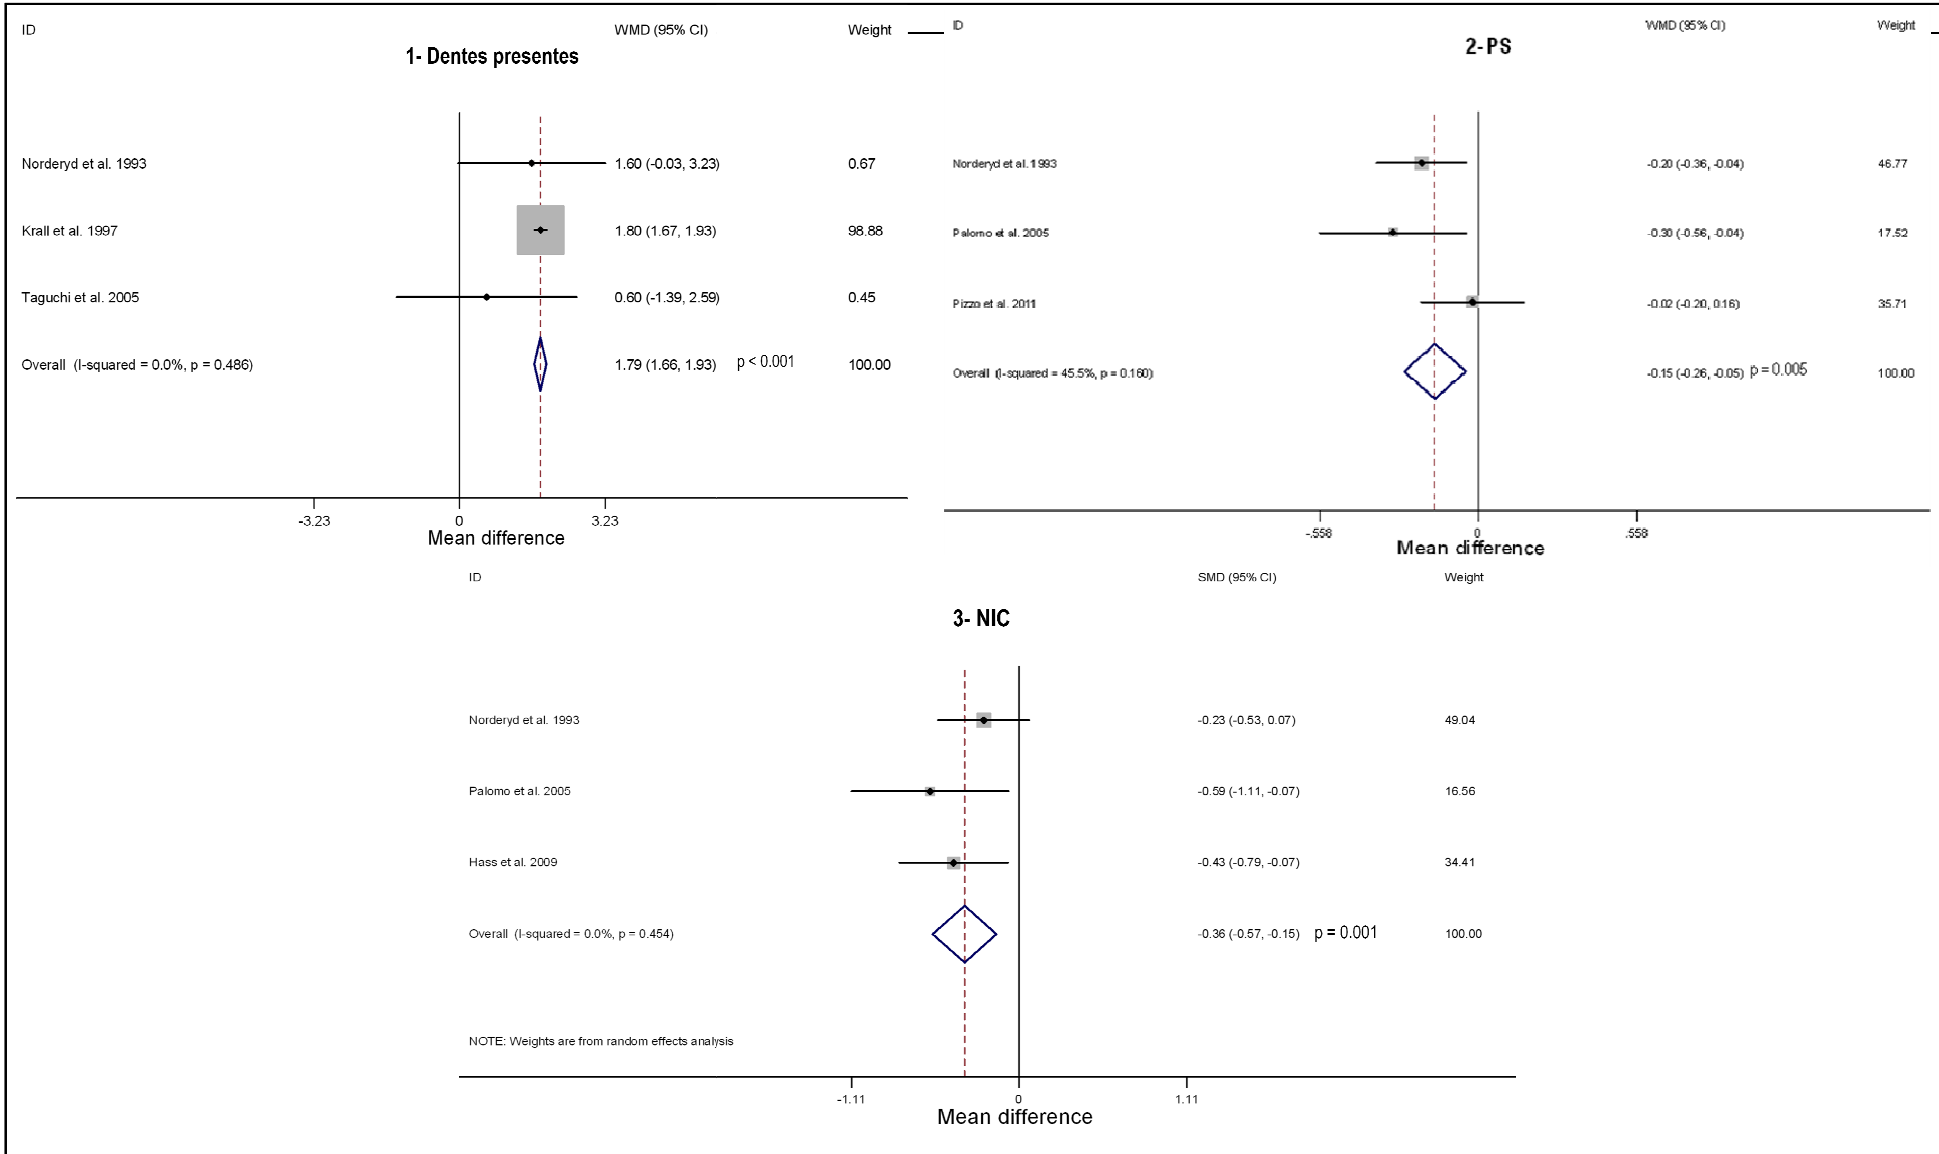 ID WMD (95% CI) Weight
1- Dentes presentes
Norderyd et al. 1993 1.60 (-0.03, 3.23) 0.67
Krall et al. 1997 1.80 (1.67, 1.93) 98.88
Taguchi et al. 2005 0.60 (-1.39, 2.59) 0.45
Overall (I-squared = 0.0%, p = 0.486) 1.79 (1.66, 1.93) p < 0.001 100.00
-3.23 0 3.23
Mean difference
ID WMD (95% CI) Weight
2- PS
Norderyd et al. 1993 -0.20 (-0.36, -0.04) 46.77
Palomo et al. 2005 -0.30 (-0.56, -0.04) 17.52
Pizzo et al. 2011 -0.02 (-0.20, 0.16) 35.71
Overall (I-squared = 45.5%, p = 0.160) -0.15 (-0.26, -0.05) p = 0.005 100.00
-.558 0 .558
Mean difference
ID SMD (95% CI) Weight
3- NIC
Norderyd et al. 1993 -0.23 (-0.53, 0.07) 49.04
Palomo et al. 2005 -0.59 (-1.11, -0.07) 16.56
Hass et al. 2009 -0.43 (-0.79, -0.07) 34.41
Overall (I-squared = 0.0%, p = 0.454) -0.36 (-0.57, -0.15) p = 0.001 100.00
NOTE: Weights are from random effects analysis
-1.11 0 1.11
Mean difference